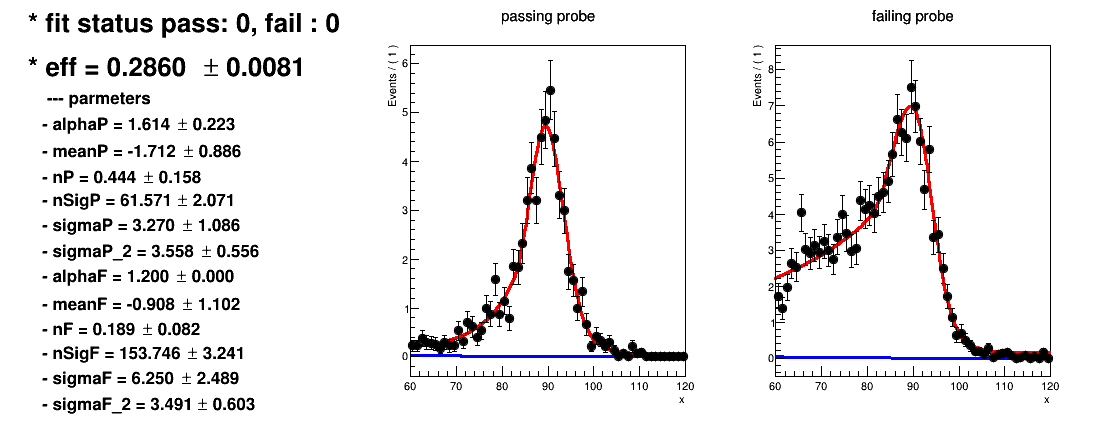 * fit status pass: 0, fail : 0
* eff = 0.2860 ± 0.0081
--- parmeters
- alphaP = 1.614 ± 0.223
- meanP = -1.712 ± 0.886
- nP = 0.444 ± 0.158
- nSigP = 61.571 ± 2.071
- sigmaP = 3.270 ± 1.086
- sigmaP_2 = 3.558 ± 0.556
- alphaF = 1.200 ± 0.000
- meanF = -0.908 ± 1.102
- nF = 0.189 ± 0.082
- nSigF = 153.746 ± 3.241
- sigmaF = 6.250 ± 2.489
- sigmaF_2 = 3.491 ± 0.603
passing probe
Events / ( 1 )
6
5
4
3
2
1
0
60 70 80 90 100 110 120
x
failing probe
Events / ( 1 )
8
7
6
5
4
3
2
1
0
60 70 80 90 100 110 120
x